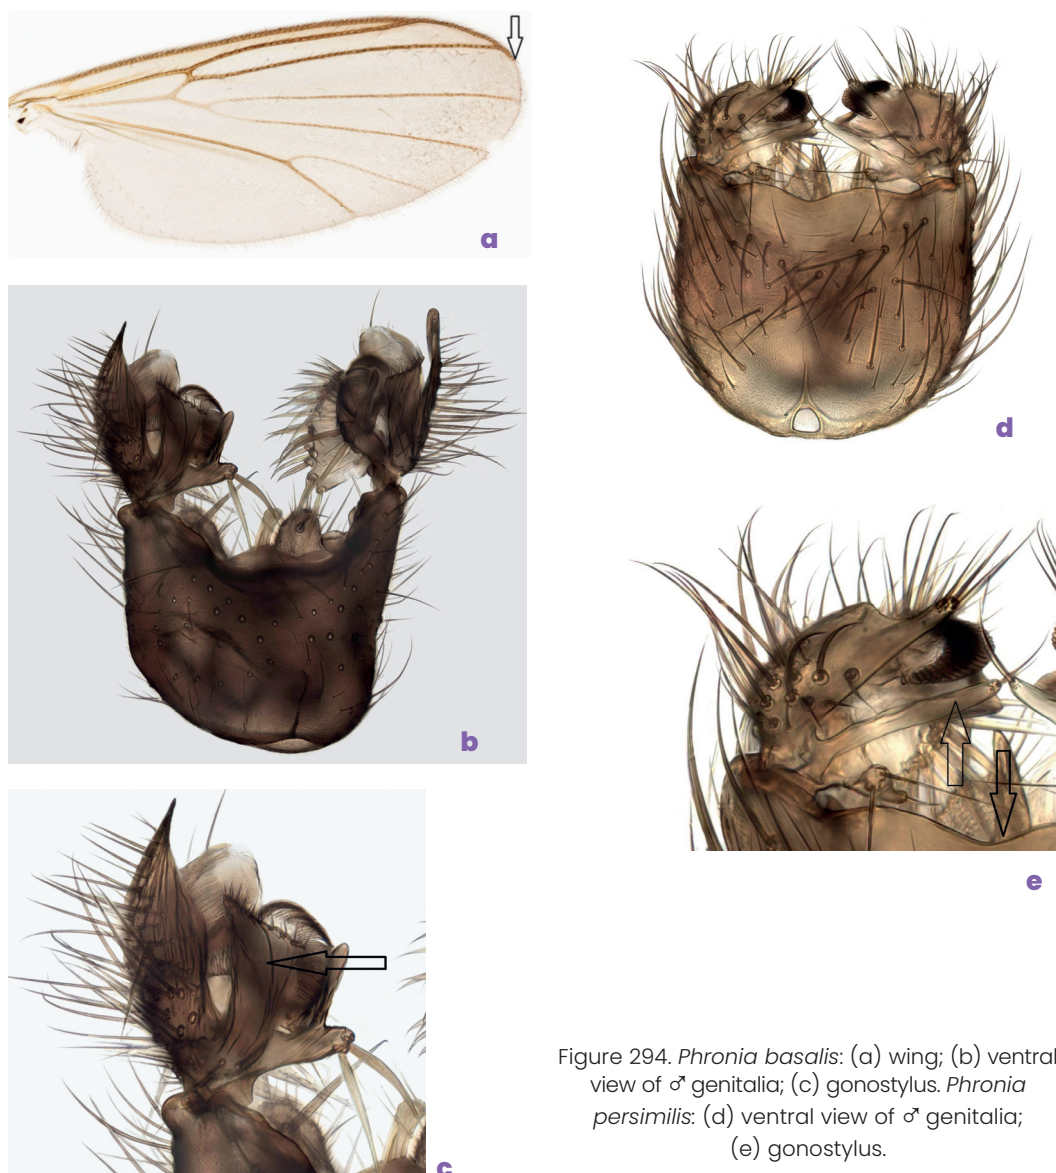 a
d
b
e
c
Figure 294. Phronia basalis: (a) wing; (b) ventral
view of ♂ genitalia; (c) gonostylus. Phronia
persimilis: (d) ventral view of ♂ genitalia;
(e) gonostylus.